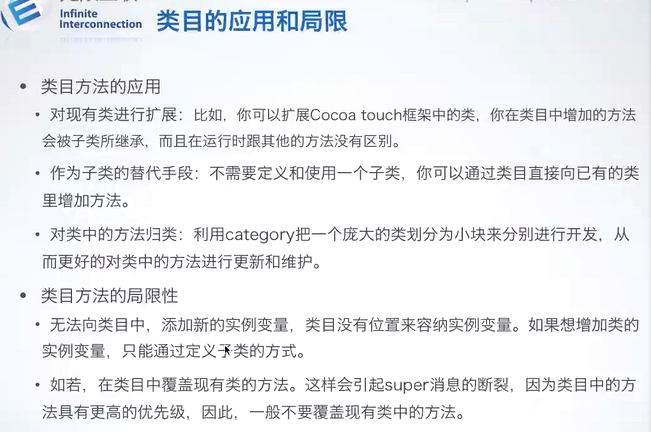 Infinite
Interconnection
类目的应用和局限
• 类目方法的应用
• 对现有类进行扩展：比如，你可以扩展Cocoa touch框架中的类，你在类目中增加的方法
会被子类所继承，而且在运行时跟其他的方法没有区别。
• 作为子类的替代手段：不需要定义和使用一个子类，你可以通过类目直接向已有的类
里增加方法。
• 对类中的方法归类：利用category把一个庞大的类划分为小块来分别进行开发，从
而更好的对类中的方法进行更新和维护。
• 类目方法的局限性
• 无法向类目中，添加新的实例变量，类目没有位置来容纳实例变量。如果想增加类的
实例变量，只能通过定义子类的方式。
• 如若，在类目中覆盖现有类的方法。这样会引起super消息的断裂，因为类目中的方
法具有更高的优先级，因此，一般不要覆盖现有类中的方法。